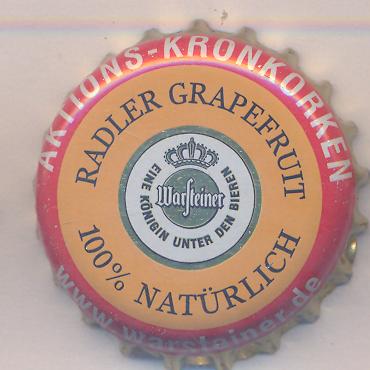 AKTIONS-KRONKORKEN
RADLER GRAPEFRUIT
EINE KÖNIGIN UNTER DEN BIEREN
Warsteiner
100% NATÜRLICH
www.warsteiner.de